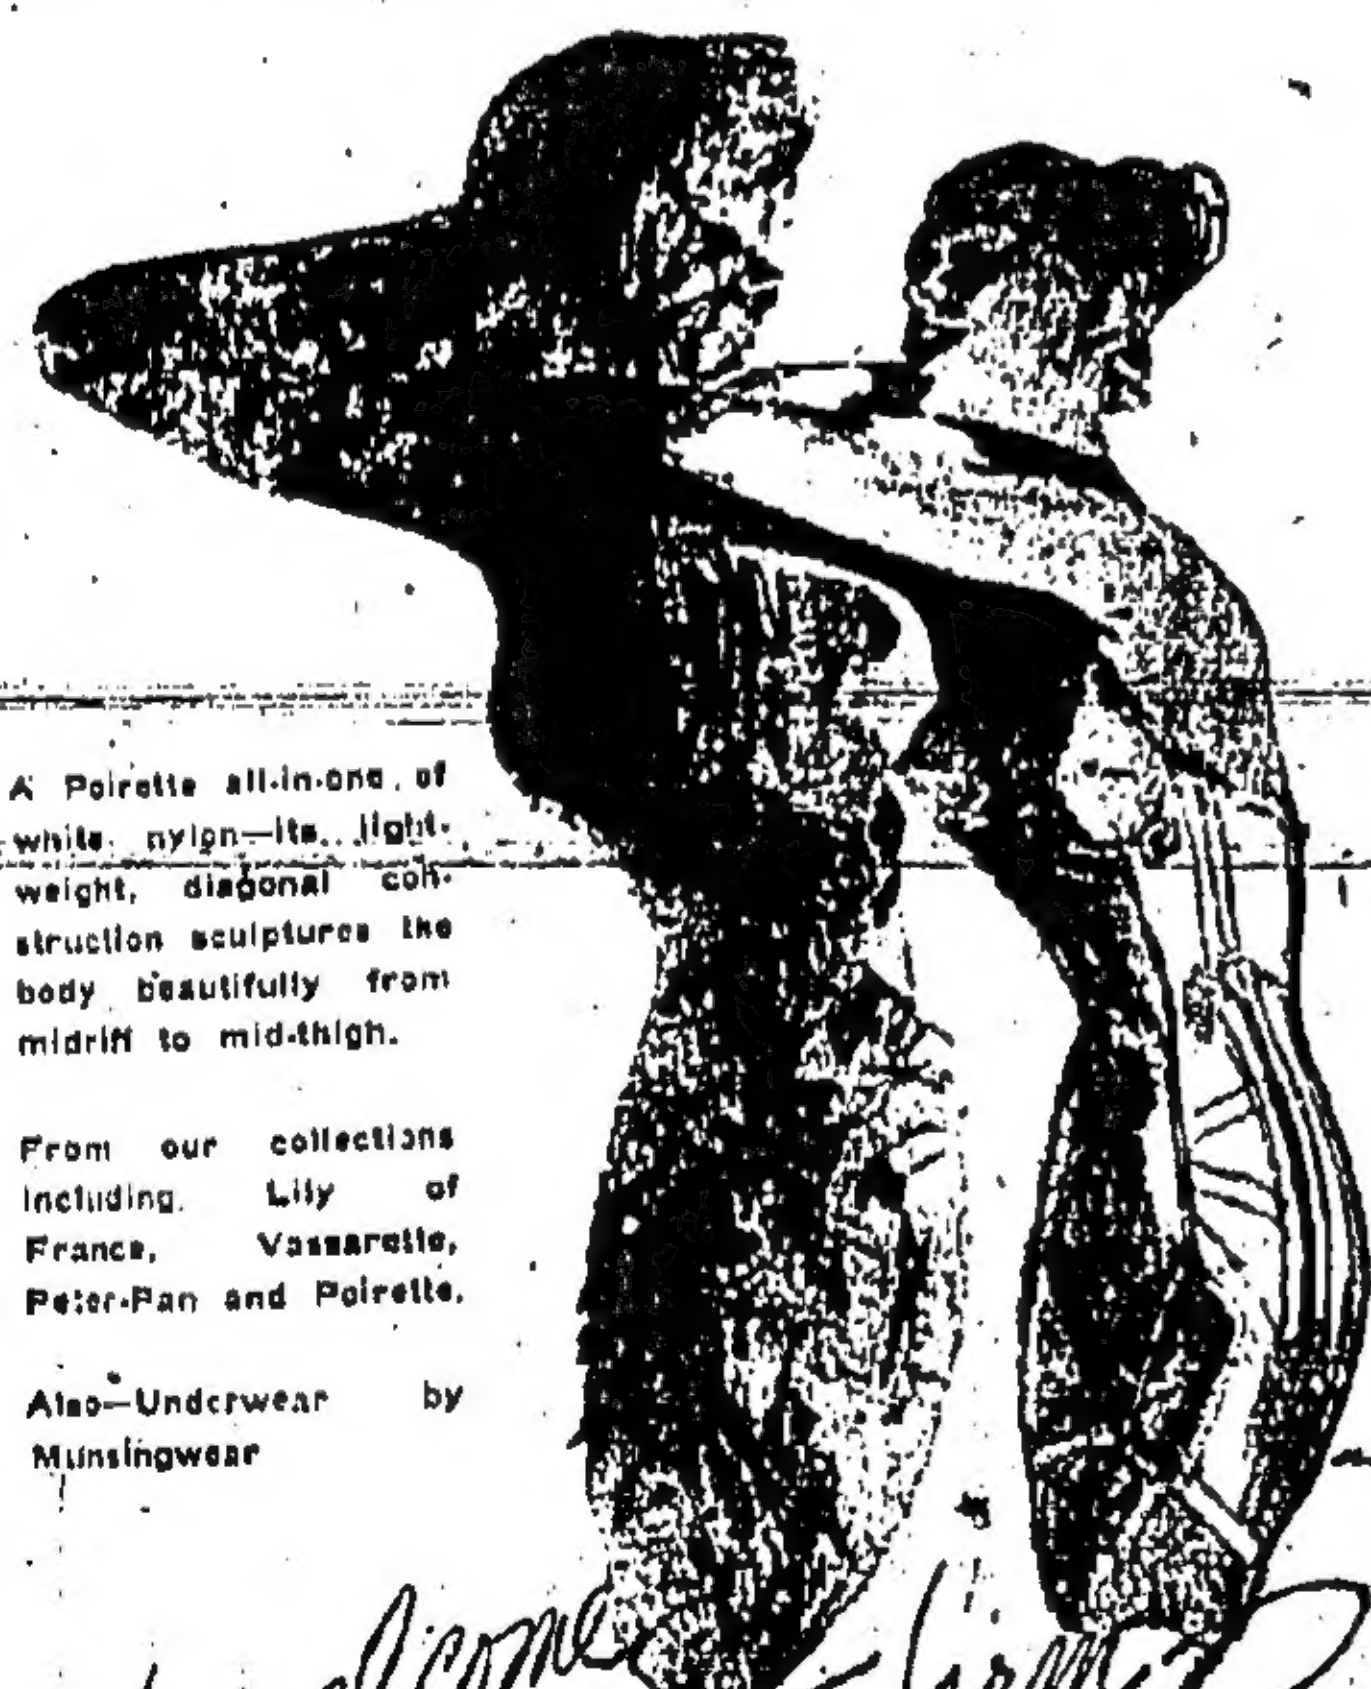 A Poirette all-in-one of
white nylon—its light-
weight, diagonal con-
struction sculptures the
body beautifully from
midriff to mid-thigh.
From our collections
including Lily of
France, Vassarette,
Peter-Pan and Poirette.
Also—Underwear by
Munsingwear